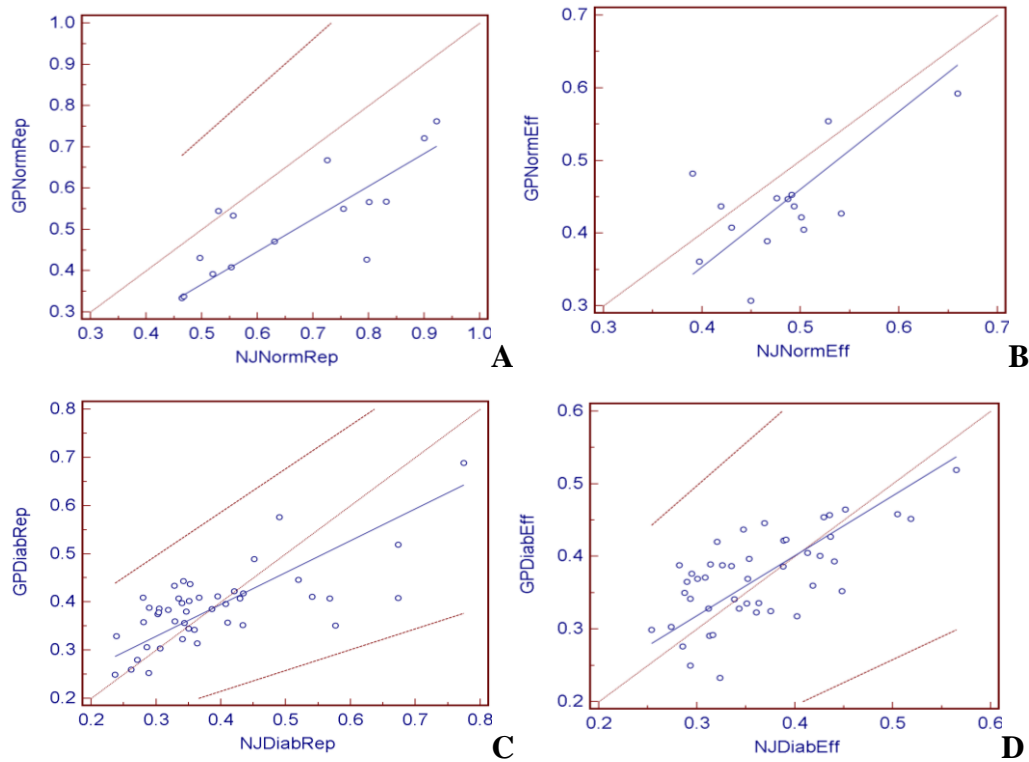 GPNormRep
1.0
0.9
0.8
0.7
0.6
0.5
0.4
0.3
0.3 0.4 0.5 0.6 0.7 0.8 0.9 1.0
NJNormRep
A
GPNormEff
0.7
0.6
0.5
0.4
0.3
0.3 0.4 0.5 0.6 0.7
NJNormEff
B
GPDiabRep
0.8
0.7
0.6
0.5
0.4
0.3
0.2
0.2 0.3 0.4 0.5 0.6 0.7 0.8
NJDiabRep
C
GPDiabEff
0.6
0.5
0.4
0.3
0.2
0.2 0.3 0.4 0.5 0.6
NJDiabEff
D